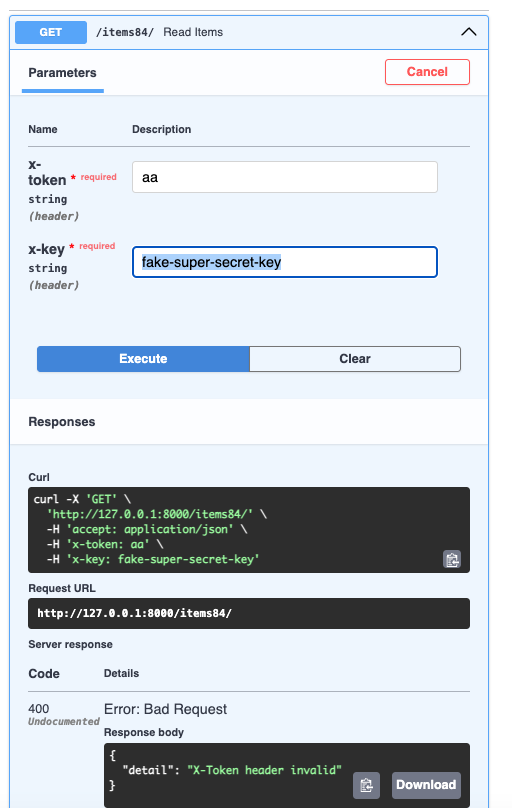 GET /items84/ Read Items
Parameters Cancel
Name Description
x-
token * required aa
string
(header)
x-key * required fake-super-secret-key
string
(header)
Execute Clear
Responses
Curl
curl -X 'GET' \
'http://127.0.0.1:8000/items84/' \
-H 'accept: application/json' \
-H 'x-token: aa' \
-H 'x-key: fake-super-secret-key'
Request URL
http://127.0.0.1:8000/items84/
Server response
Code Details
400 Error: Bad Request
Undocumented
Response body
{
"detail": "X-Token header invalid"
}
Download